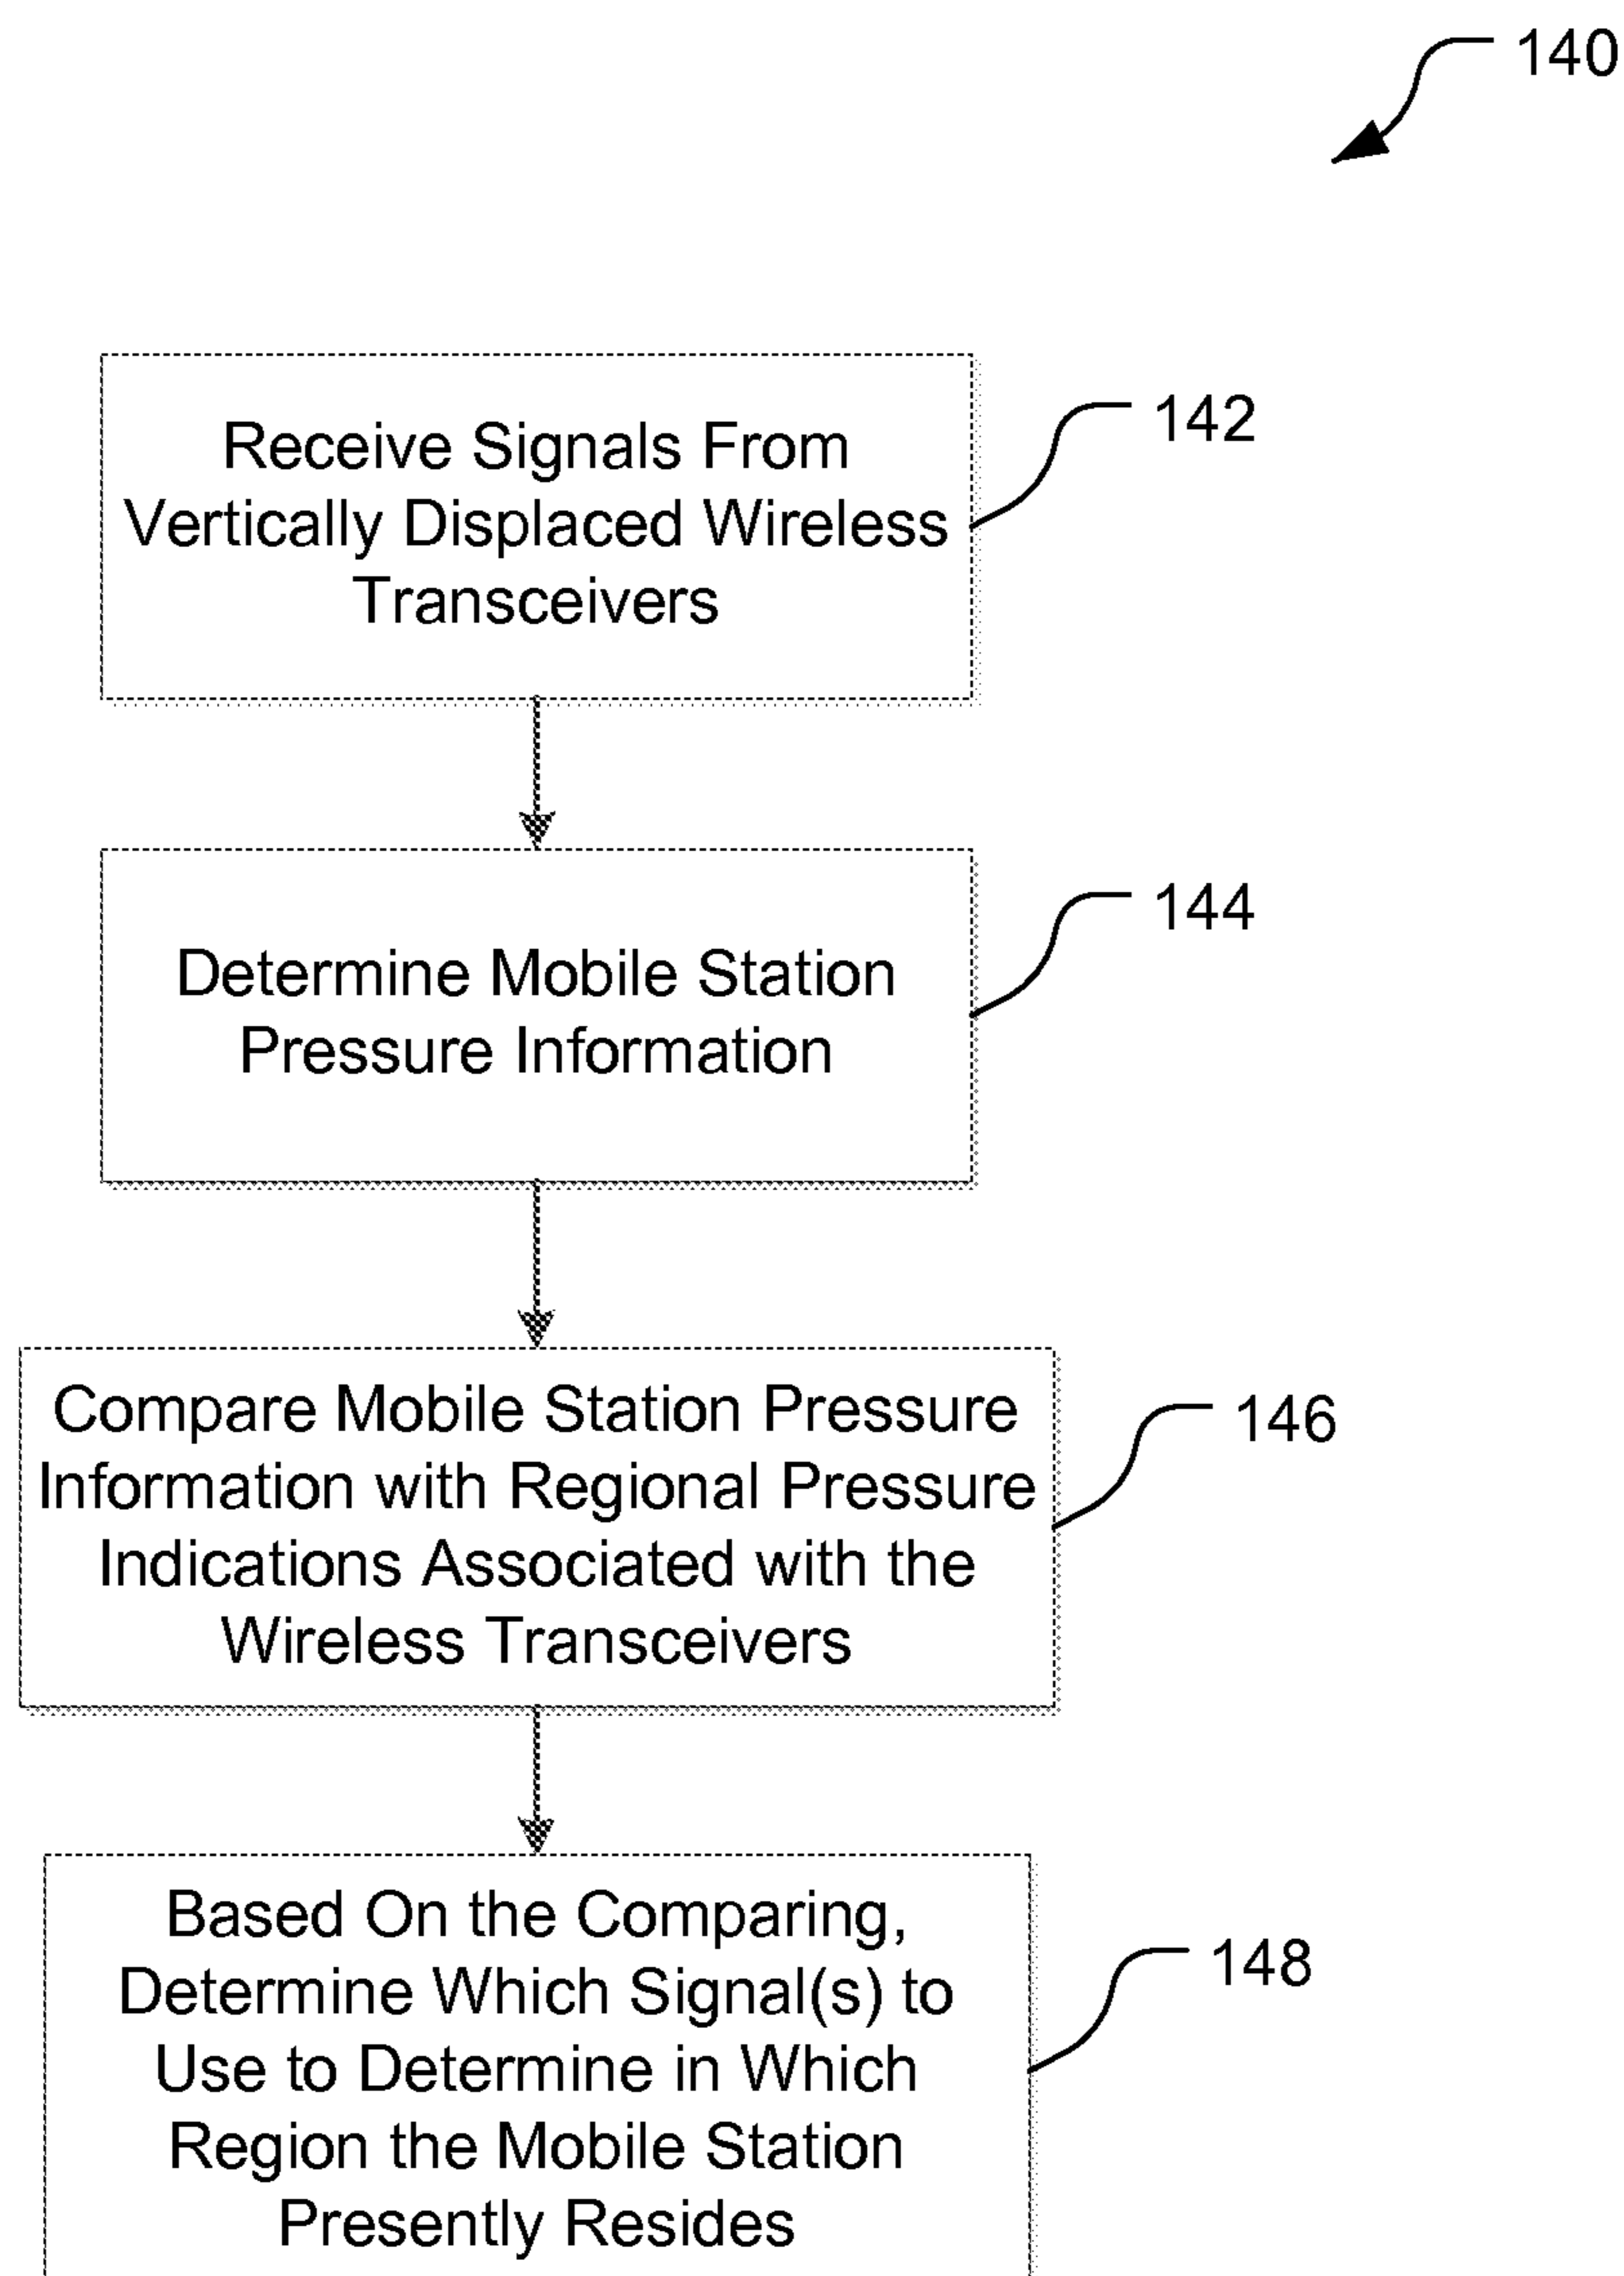 140
Receive Signals From
Vertically Displaced Wireless
Transceivers
142
Determine Mobile Station
Pressure Information
144
Compare Mobile Station Pressure
Information with Regional Pressure
Indications Associated with the
Wireless Transceivers
146
Based On the Comparing,
Determine Which Signal(s) to
Use to Determine in Which
Region the Mobile Station
Presently Resides
148